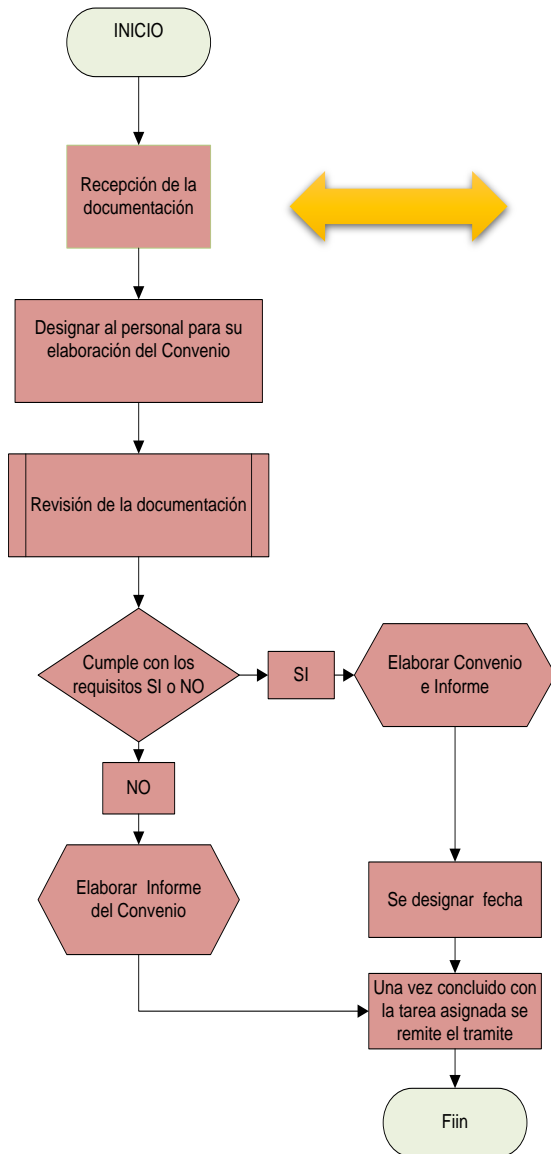 INICIO
Recepción de la
documentación
Designar al personal para su
elaboración del Convenio
Revisión de la documentación
Cumple con los
requisitos SI o NO
SI
Elaborar Convenio
e Informe
NO
Elaborar Informe
del Convenio
Se designar fecha
Una vez concluido con
la tarea asignada se
remite el tramite
Fiin